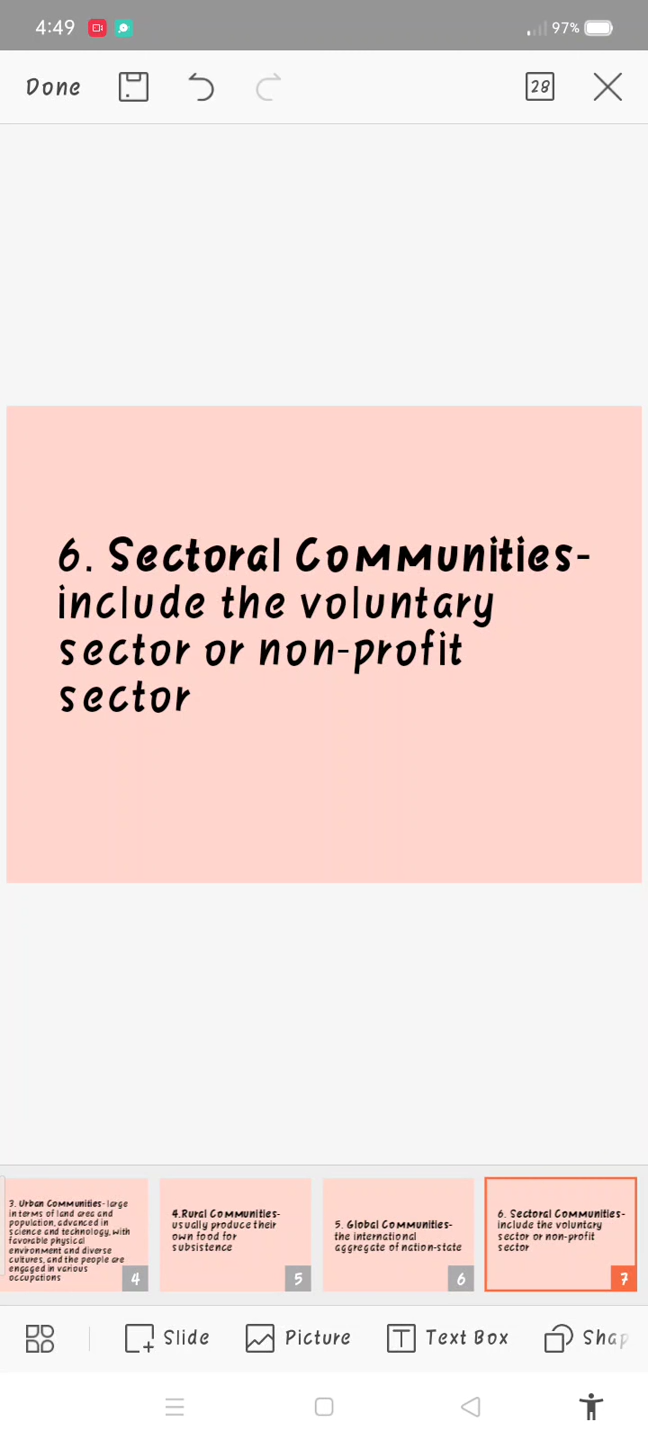 4:49
97%
Done
28
6. Sectoral Communities-
include the voluntary
sector or non-profit
sector
3. Urban Communities- large
in terms of land area and
population, advanced in
science and technology, with
favorable physical
environment and diverse
cultures, and the people are
engaged in various
occupations
4
4.Rural Communities-
usually produce their
own food for
subsistence
5
5. Global Communities-
the international
aggregate of nation-state
6
6. Sectoral Communities-
include the voluntary
sector or non-profit
sector
7
Slide
Picture
T Text Box
Shap